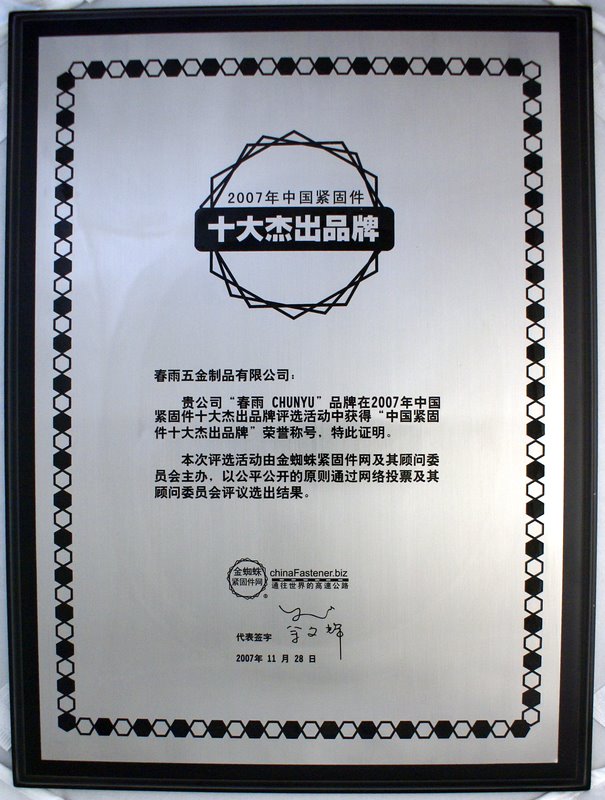 2007年中国紧固件
十大杰出品牌
春雨五金制品有限公司：
贵公司“春雨 CHUNYU”品牌在2007年中国
紧固件十大杰出品牌评选活动中获得“中国紧固
件十大杰出品牌”荣誉称号，特此证明。
本次评选活动由金蜘蛛紧固件网及其顾问委
员会主办，以公平公开的原则通过网络投票及其
顾问委员会评议选出结果。
金蜘蛛
紧固件网
®
chinaFastener.biz
通往世界的高速公路
代表签字
2007年 11 月 28 日